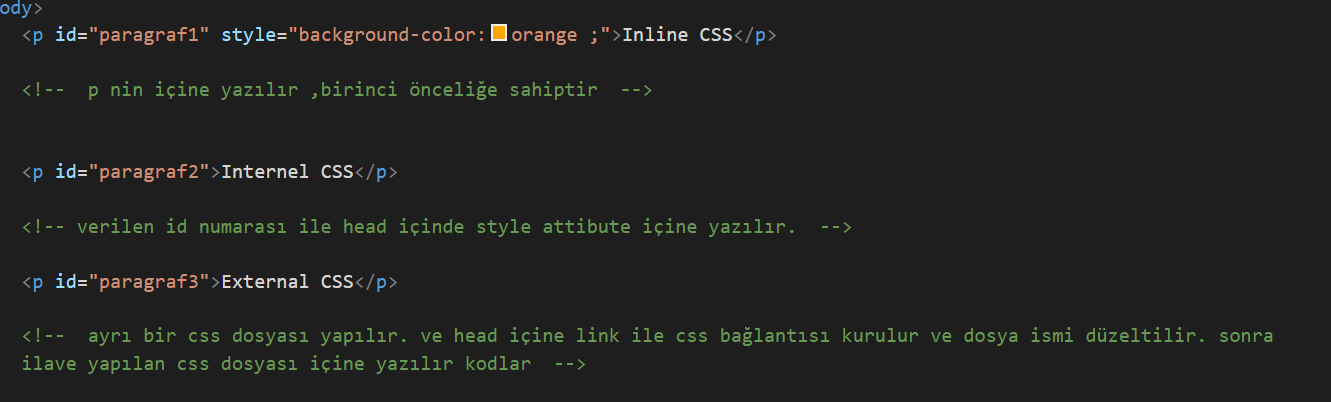 ody>
<p id="paragraf1" style="background-color:orange ;">Inline CSS</p>
<!--  p nin içine yazılır ,birinci önceliğe sahiptir  -->
<p id="paragraf2">Internel CSS</p>
<!-- verilen id numarası ile head içinde style attibute içine yazılır.  -->
<p id="paragraf3">External CSS</p>
<!--  ayrı bir css dosyası yapılır. ve head içine link ile css bağlantısı kurulur ve dosya ismi düzeltilir. sonra
ilave yapılan css dosyası içine yazılır kodlar  -->